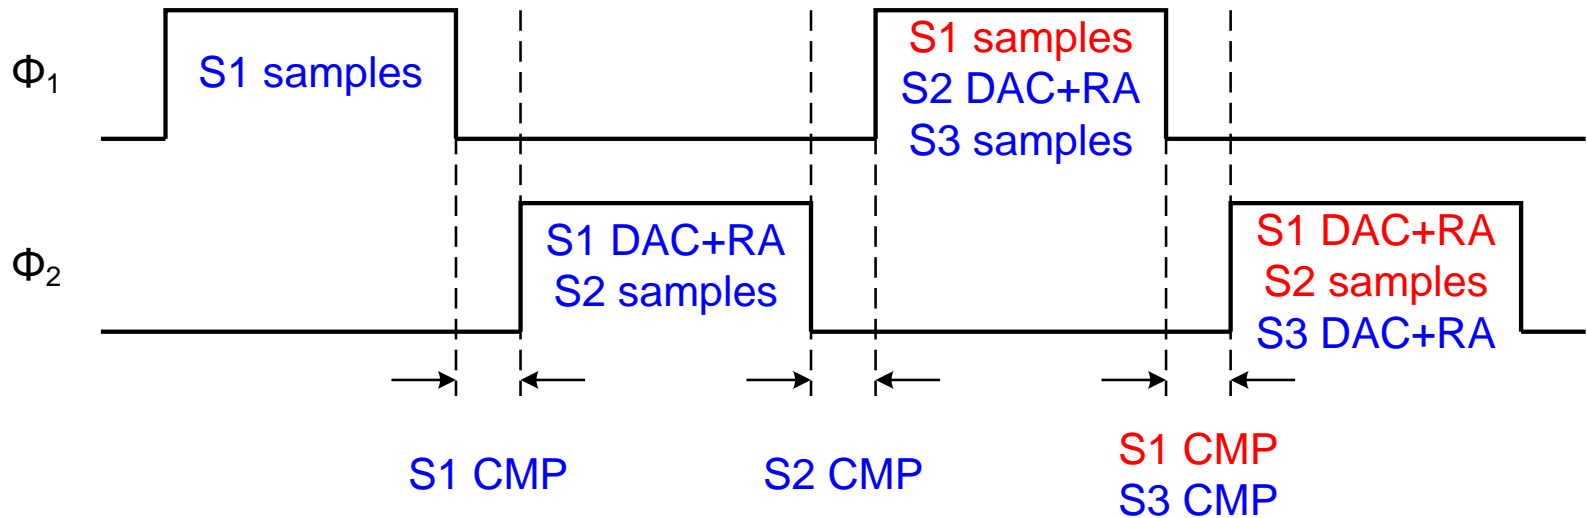 Φ1
S1 samples
S1 samples
S2 DAC+RA
S3 samples
Φ2
S1 DAC+RA
S2 samples
S1 DAC+RA
S2 samples
S3 DAC+RA
S1 CMP
S2 CMP
S1 CMP
S3 CMP